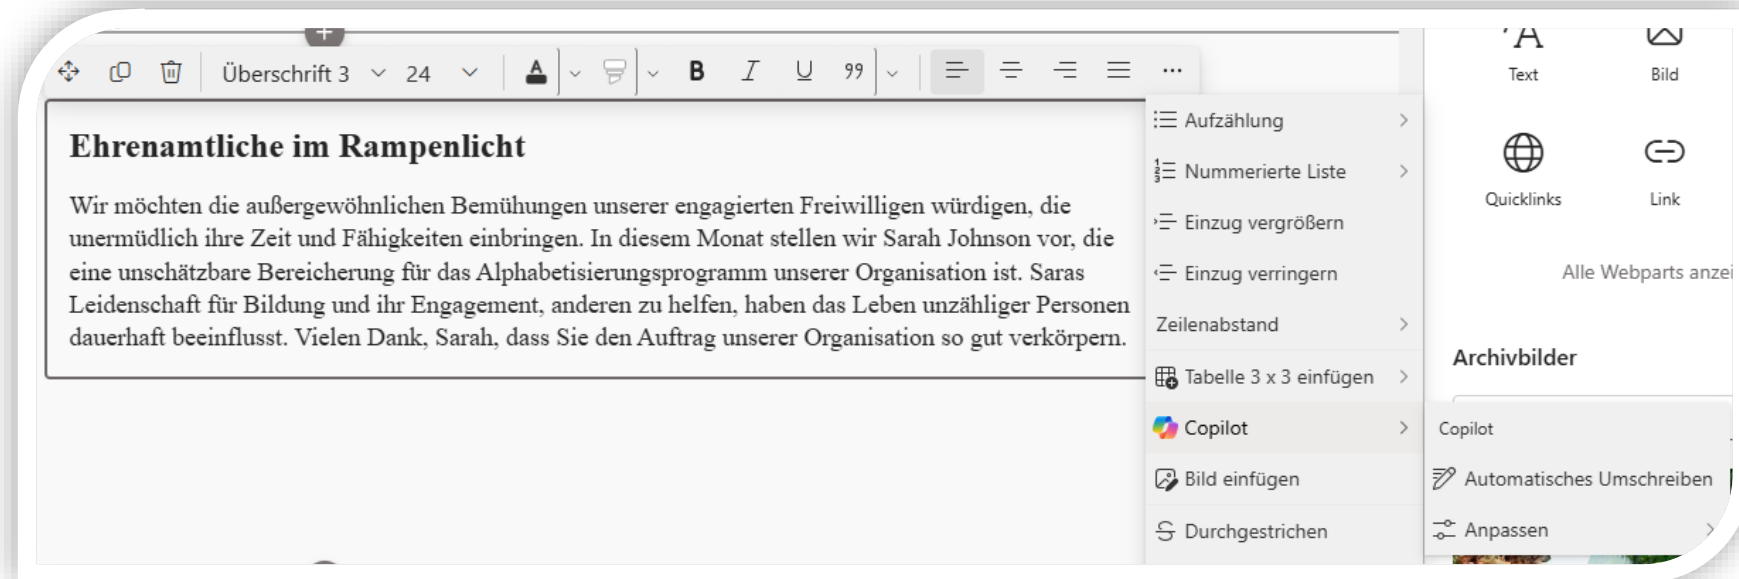 Überschrift 3
24
B
I
U
99
...
Ehrenamtliche im Rampenlicht
Wir möchten die außergewöhnlichen Bemühungen unserer engagierten Freiwilligen würdigen, die
unermüdlich ihre Zeit und Fähigkeiten einbringen. In diesem Monat stellen wir Sarah Johnson vor, die
eine unschätzbare Bereicherung für das Alphabetisierungsprogramm unserer Organisation ist. Saras
Leidenschaft für Bildung und ihr Engagement, anderen zu helfen, haben das Leben unzähliger Personen
dauerhaft beeinflusst. Vielen Dank, Sarah, dass Sie den Auftrag unserer Organisation so gut verkörpern.
Aufzählung
Nummerierte Liste
Einzug vergrößern
Einzug verringern
Zeilenabstand
Tabelle 3 x 3 einfügen
Copilot
Bild einfügen
Durchgestrichen
Copilot
Automatisches Umschreiben
Anpassen
Text
Bild
Quicklinks
Link
Alle Webparts anzei
Archivbilder